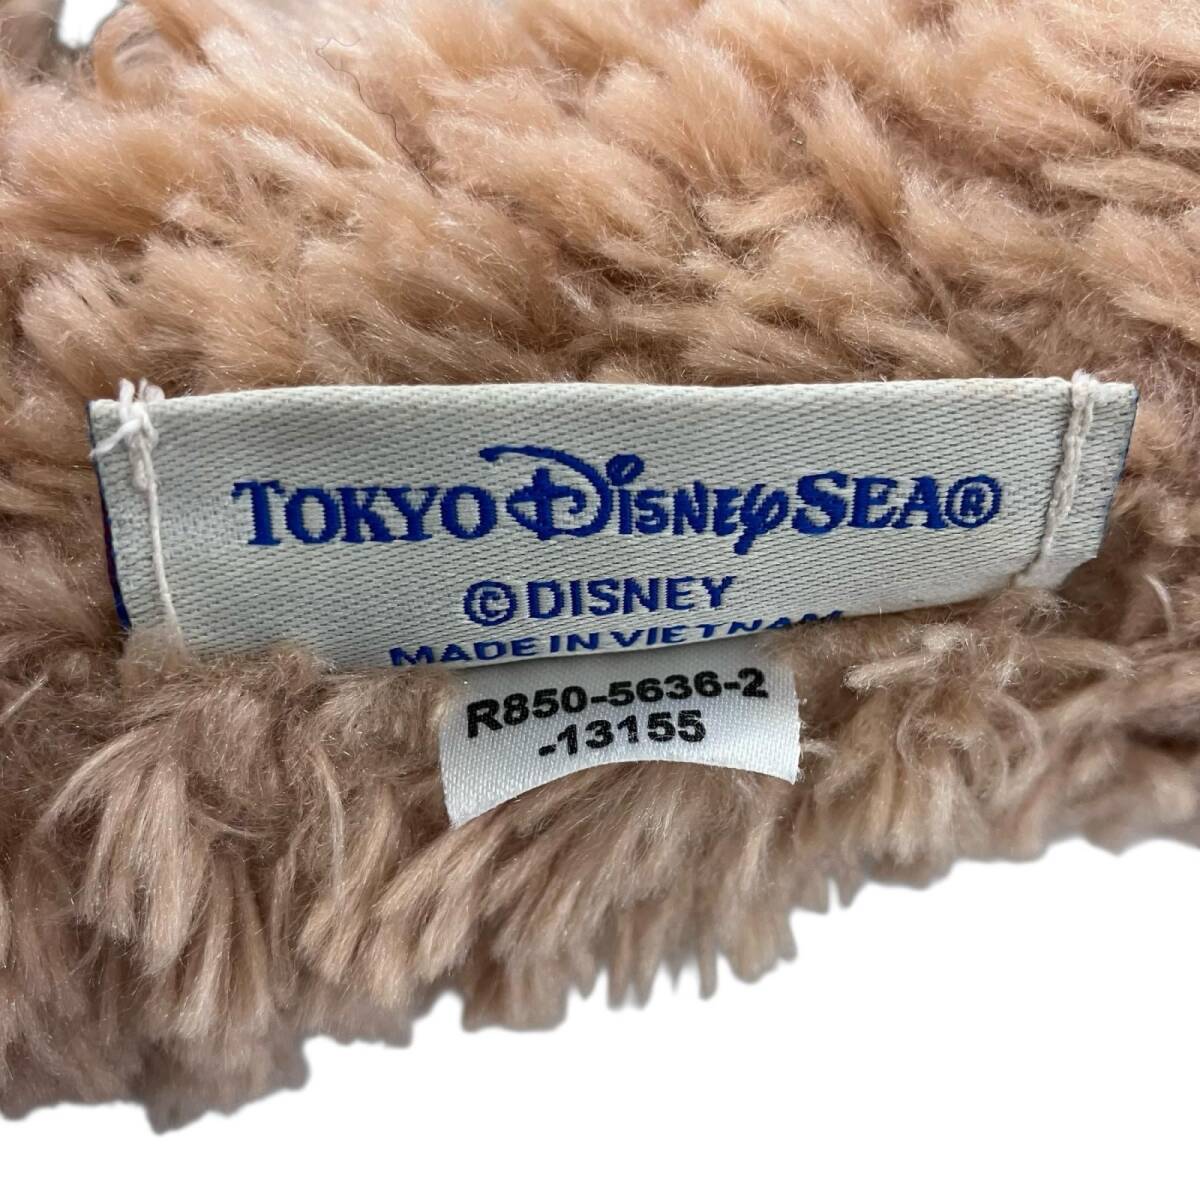 TOKYO DISNEYSEA®
©DISNEY
MADE IN VIETNAM
R850-5636-2
-13155